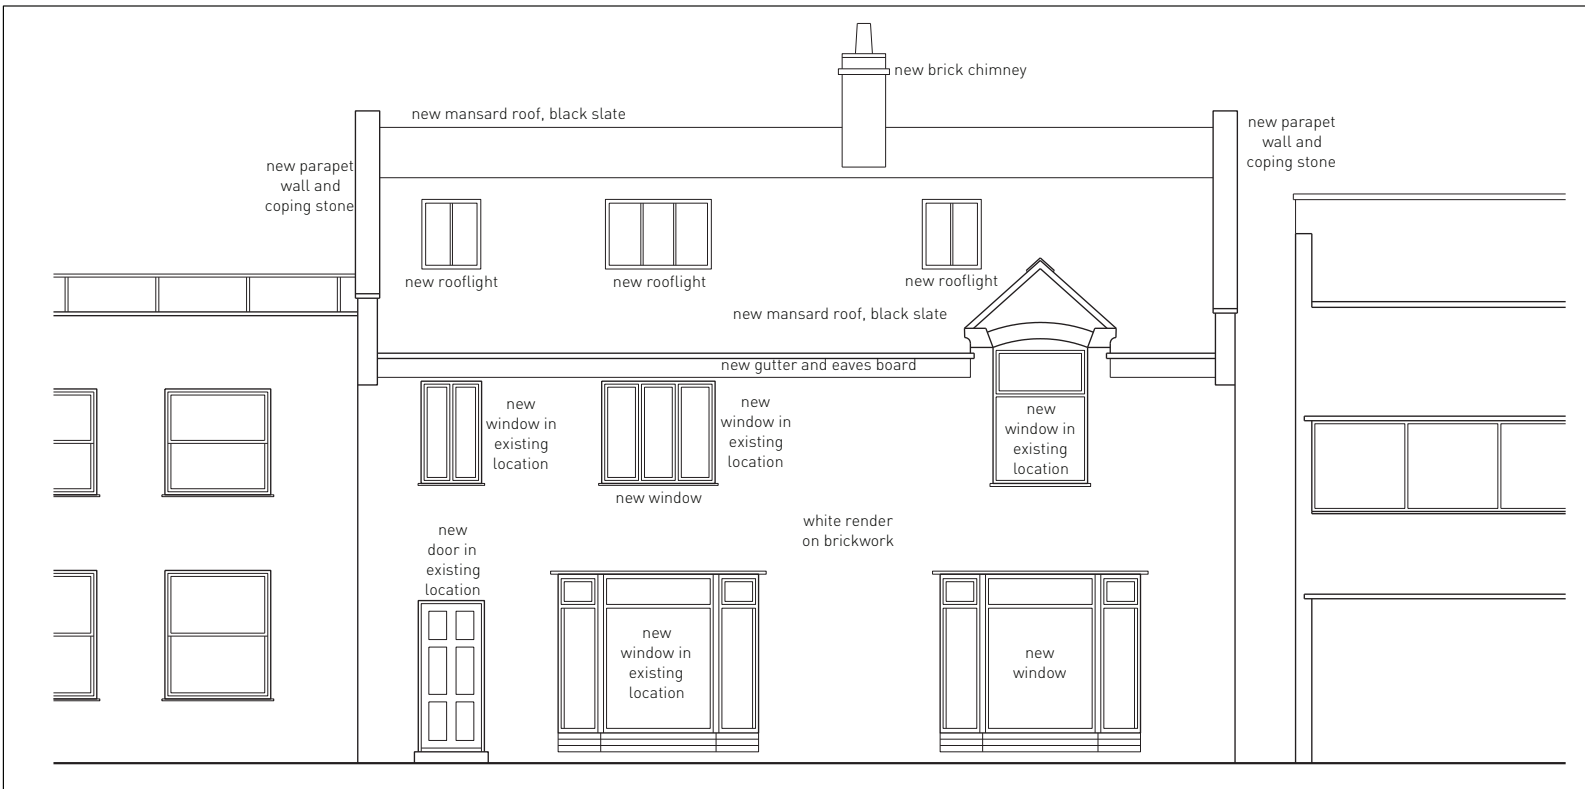 new brick chimney
new mansard roof, black slate
new parapet
wall and
coping stone
new parapet
wall and
coping stone
new rooflight
new rooflight
new rooflight
new mansard roof, black slate
new gutter and eaves board
new
window in
existing
location
new
window in
existing
location
new
window in
existing
location
new window
white render
on brickwork
new
door in
existing
location
new
window in
existing
location
new
window